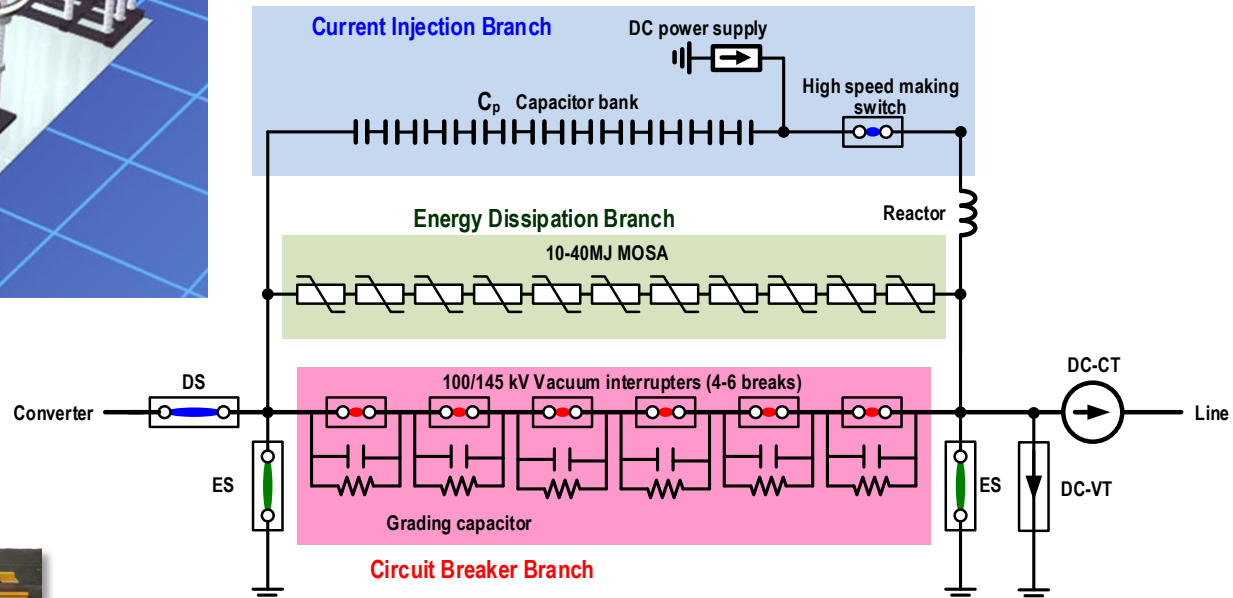 Current Injection Branch
DC power supply
High speed making
switch
Cp Capacitor bank
Reactor
Energy Dissipation Branch
10-40MJ MOSA
DS
100/145 kV Vacuum interrupters (4-6 breaks)
DC-CT
Converter
Line
ES
ES
DC-VT
Grading capacitor
Circuit Breaker Branch